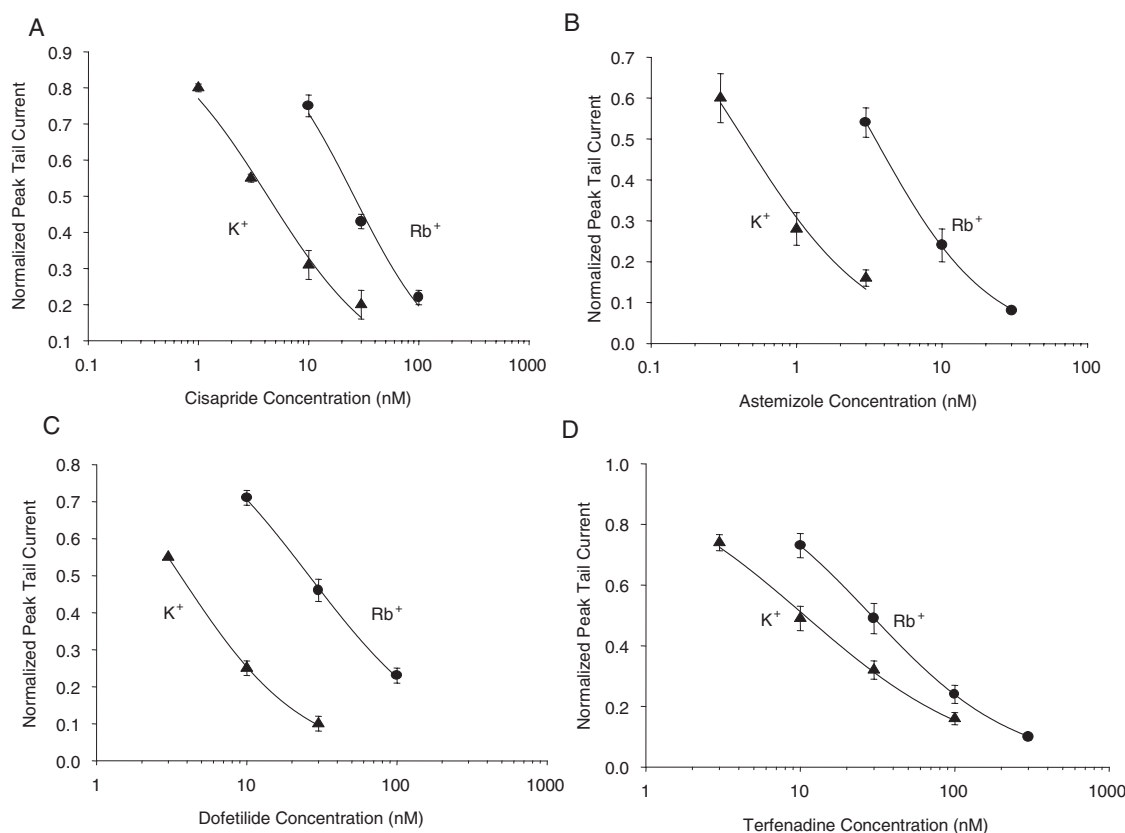 A
Normalized Peak Tail Current
0.9
0.8
0.7
0.6
0.5
0.4
0.3
0.2
0.1
K+
Rb+
0.1 1 10 100 1000
Cisapride Concentration (nM)
B
Normalized Peak Tail Current
0.7
0.6
0.5
0.4
0.3
0.2
0.1
0.0
K+
Rb+
0.1 1 10 100
Astemizole Concentration (nM)
C
Normalized Peak Tail Current
0.8
0.7
0.6
0.5
0.4
0.3
0.2
0.1
0.0
K+
Rb+
1 10 100 1000
Dofetilide Concentration (nM)
D
Normalized Peak Tail Current
1.0
0.8
0.6
0.4
0.2
0.0
K+
Rb+
1 10 100 1000
Terfenadine Concentration (nM)